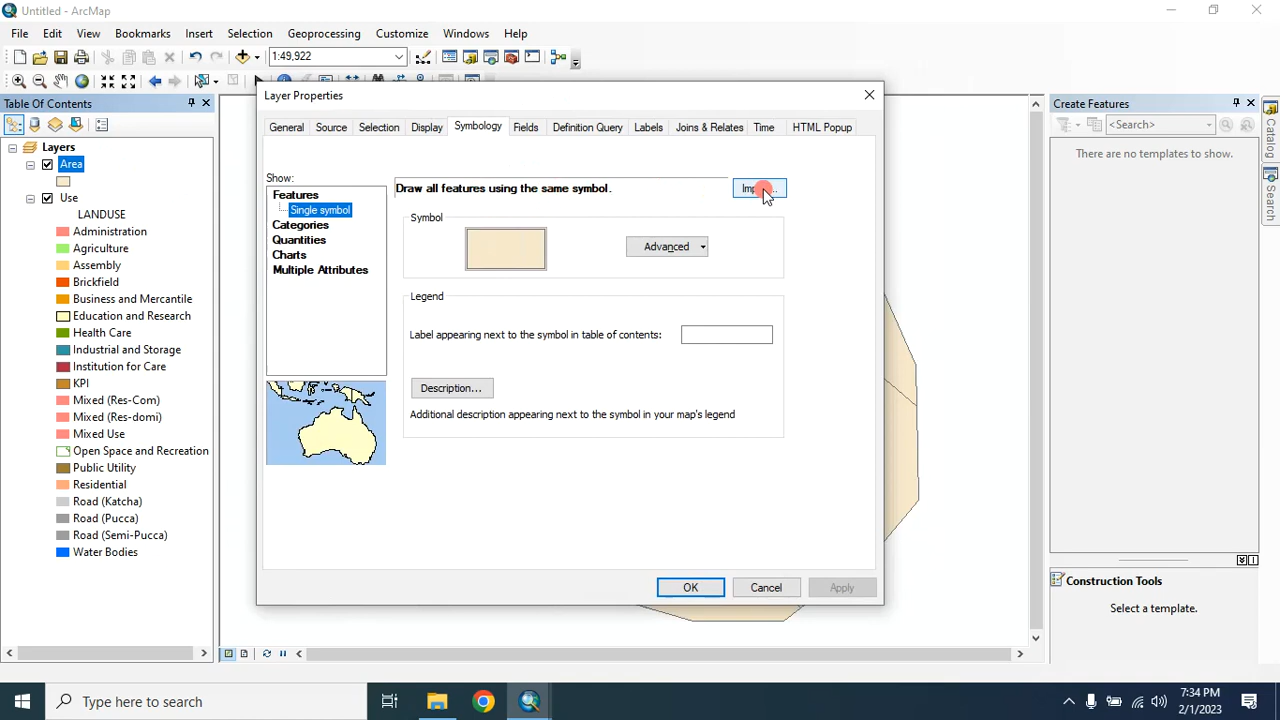 Untitled - ArcMap
File Edit View Bookmarks Insert Selection Geoprocessing Customize Windows Help
1:49,922
Table Of Contents
Layers
Area
Use
LANDUSE
Administration
Agriculture
Assembly
Brickfield
Business and Mercantile
Education and Research
Health Care
Industrial and Storage
Institution for Care
KPI
Mixed (Res-Com)
Mixed (Res-domi)
Mixed Use
Open Space and Recreation
Public Utility
Residential
Road (Katcha)
Road (Pucca)
Road (Semi-Pucca)
Water Bodies
Layer Properties
General Source Selection Display Symbology Fields Definition Query Labels Joins & Relates Time HTML Popup
Show:
Features
Single symbol
Categories
Quantities
Charts
Multiple Attributes
Draw all features using the same symbol.
Symbol
Advanced
Legend
Label appearing next to the symbol in table of contents:
Description...
Additional description appearing next to the symbol in your map's legend
OK Cancel Apply
Create Features
<Search>
There are no templates to show.
Construction Tools
Select a template.
Catalog
Search
Type here to search
7:34 PM
2/1/2023